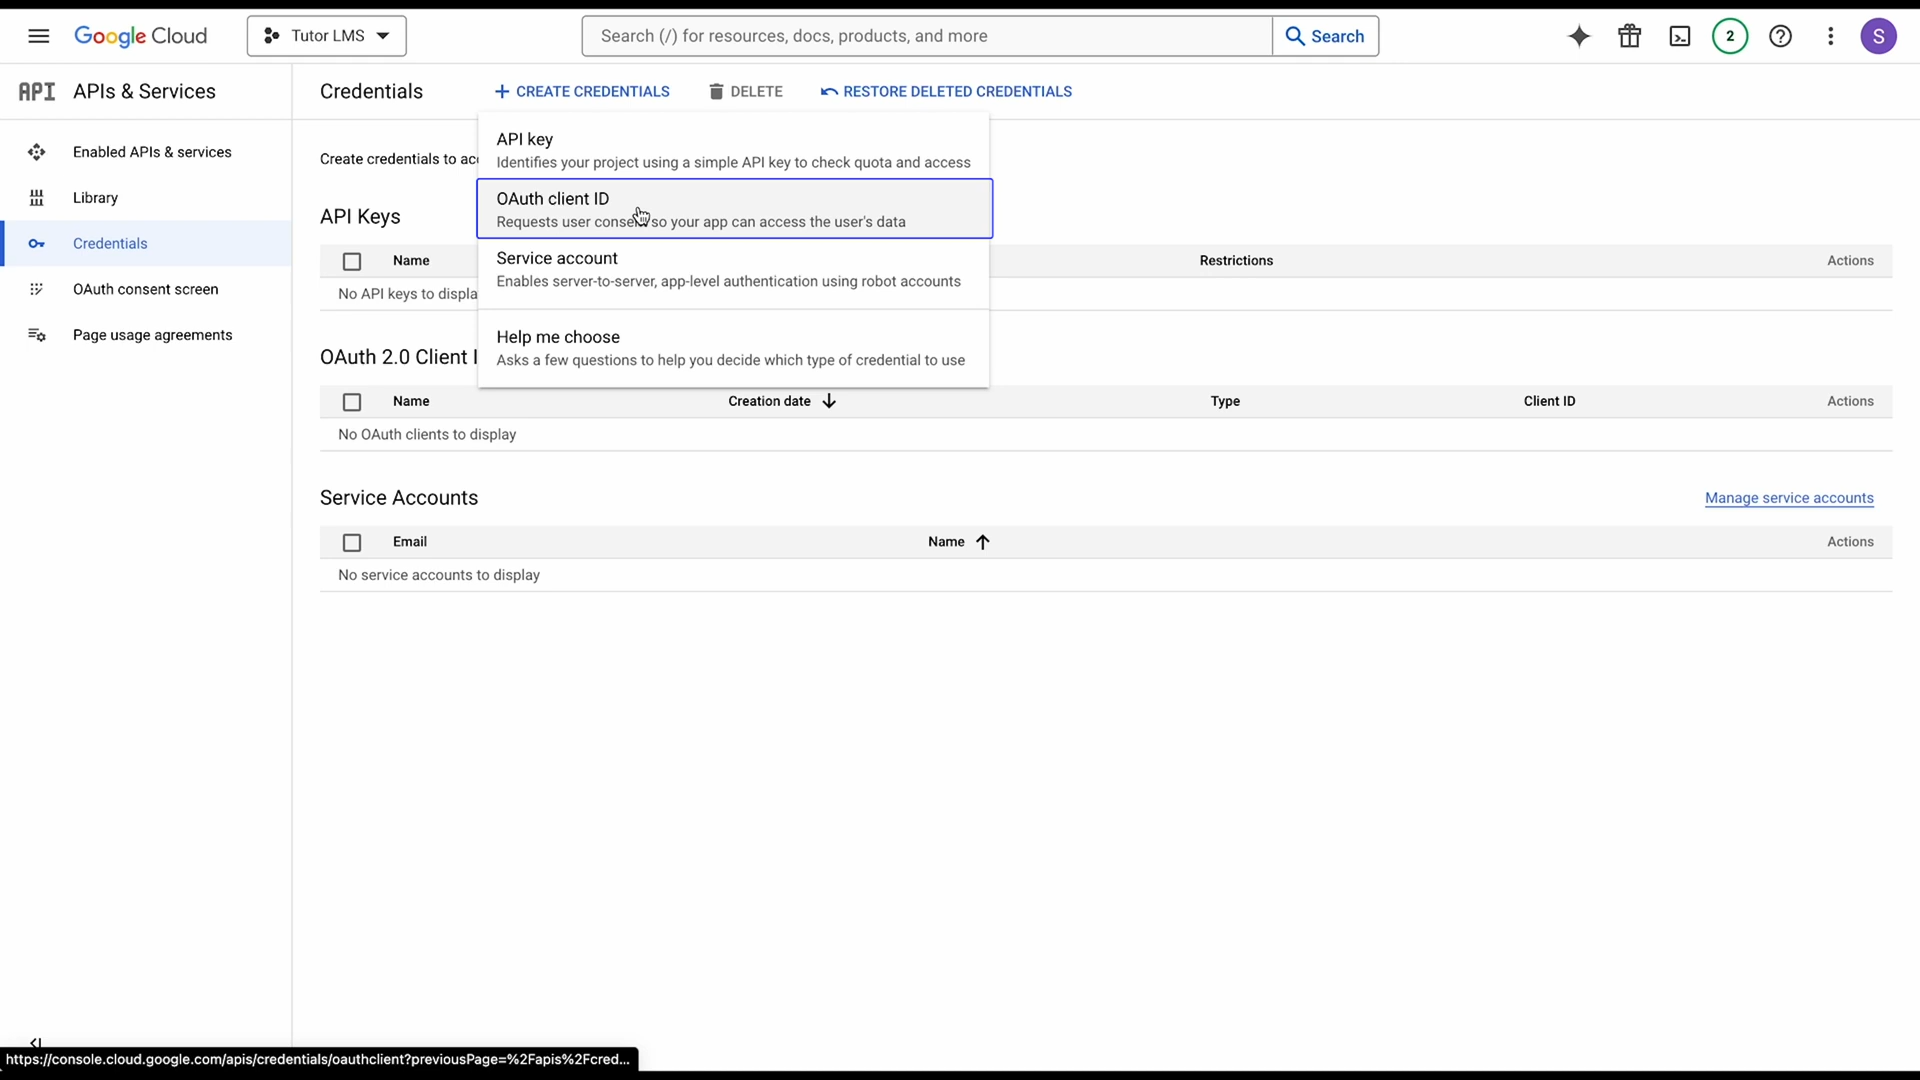 Google Cloud
Tutor LMS
Search (/) for resources, docs, products, and more
Search
2
S
API
APIs & Services
Credentials
CREATE CREDENTIALS
DELETE
RESTORE DELETED CREDENTIALS
Enabled APIs & services
Library
Credentials
OAuth consent screen
Page usage agreements
Create credentials to acc
API key
Identifies your project using a simple API key to check quota and access
OAuth client ID
Requests user consent so your app can access the user's data
Service account
Enables server-to-server, app-level authentication using robot accounts
Help me choose
Asks a few questions to help you decide which type of credential to use
API Keys
Name Restrictions Actions
No API keys to displa
OAuth 2.0 Client I
Name Creation date Type Client ID Actions
No OAuth clients to display
Service Accounts
Manage service accounts
Email Name Actions
No service accounts to display
https://console.cloud.google.com/apis/credentials/oauthclient?previousPage=%2Fapis%2Fcred...